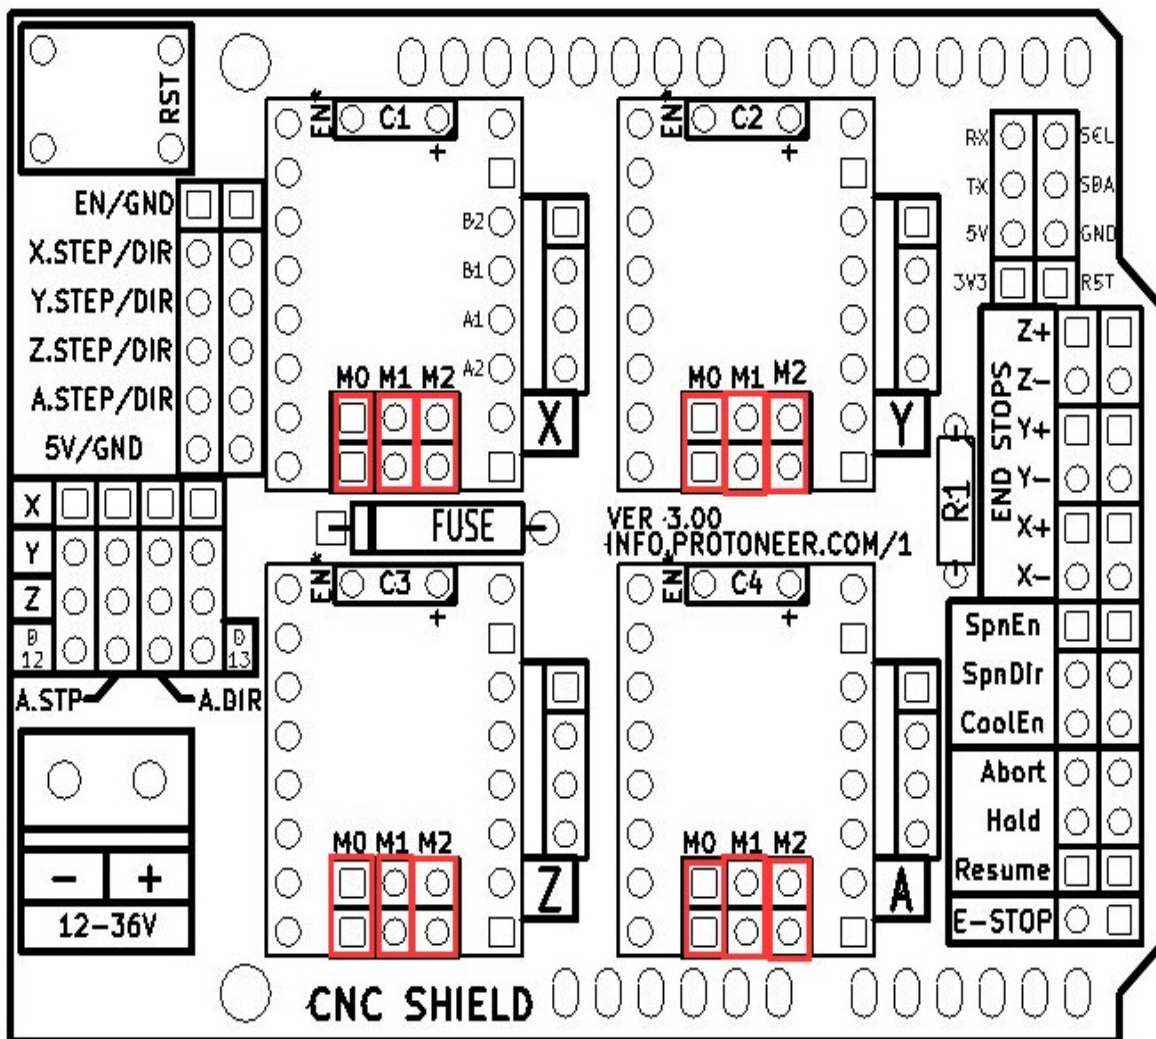 RST
EN* C1 +
EN* C2 +
RX SCL
TX SDA
5V GND
3V3 RST
EN/GND
X.STEP/DIR
Y.STEP/DIR
Z.STEP/DIR
A.STEP/DIR
5V/GND
B2
B1
A1
A2
M0 M1 M2
X
M0 M1 M2
Y
X
Y
Z
D 12
D 13
A.STP
A.DIR
FUSE
VER 3.00
INFO.PROTONEER.COM/1
R1
END STOPS
Z+
Z-
Y+
Y-
X+
X-
SpnEn
SpnDir
CoolEn
Abort
Hold
Resume
E-STOP
EN* C3 +
EN* C4 +
M0 M1 M2
Z
M0 M1 M2
A
- +
12-36V
CNC SHIELD